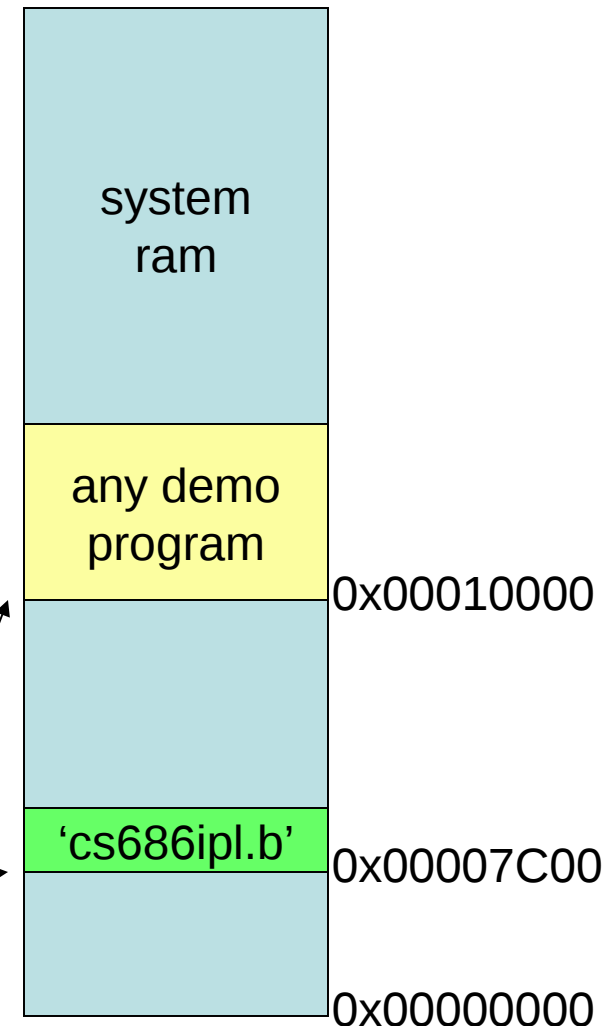 system
ram
any demo
program
0x00010000
‘cs686ipl.b’
0x00007C00
0x00000000